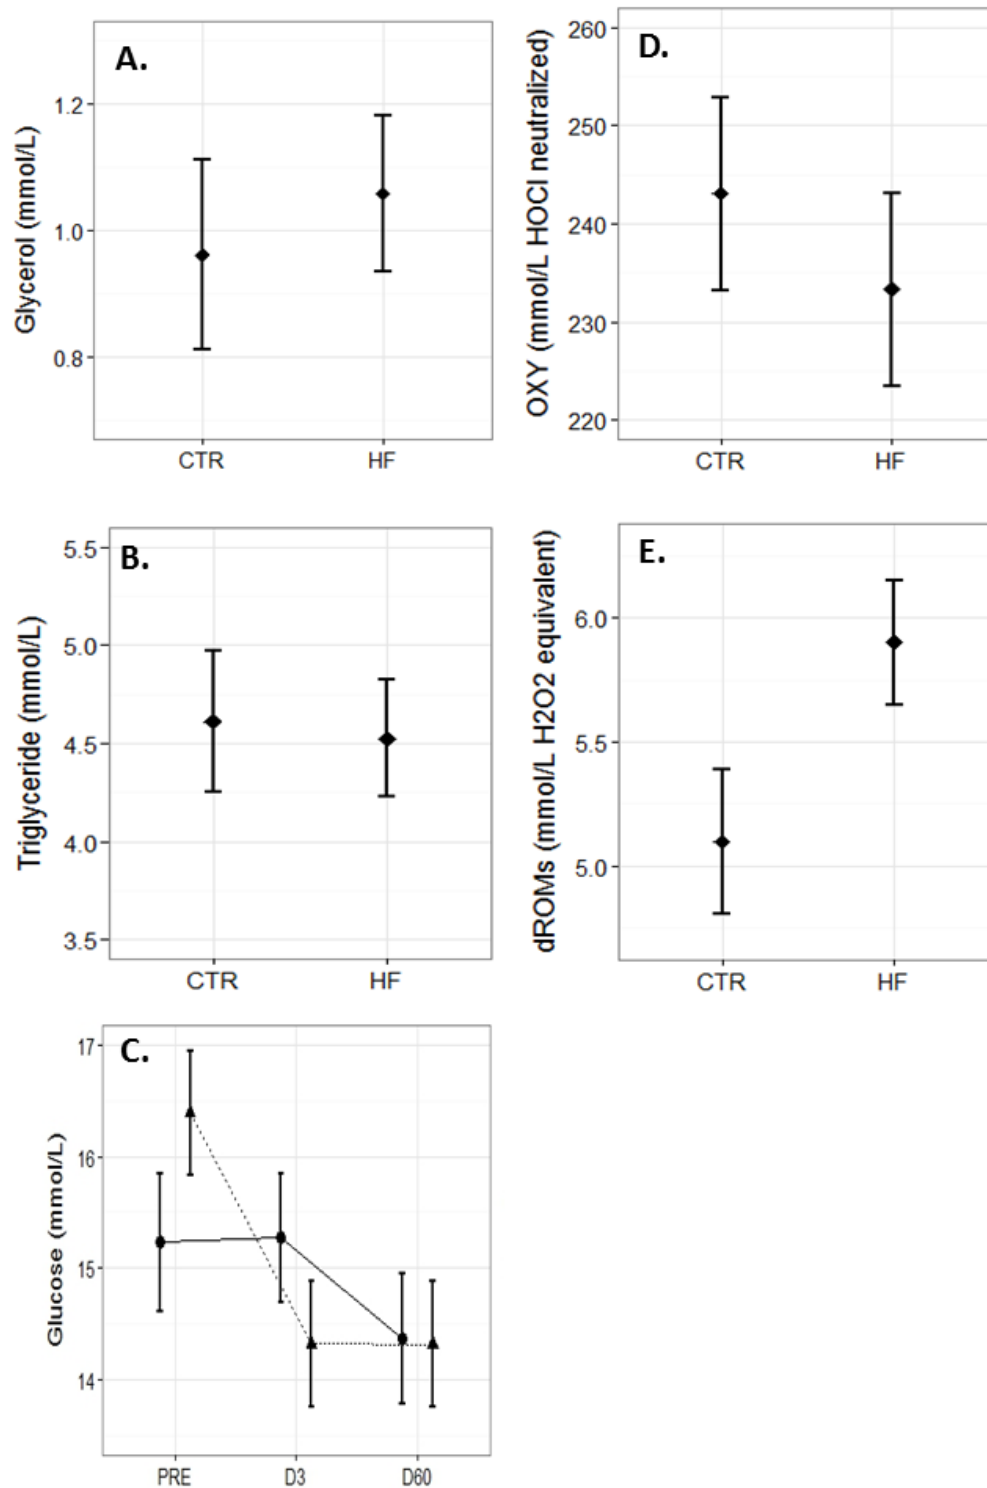 A.
Glycerol (mmol/L)
1.2
1.0
0.8
CTR HF
D.
OXY (mmol/L HOCl neutralized)
260
250
240
230
220
CTR HF
B.
Triglyceride (mmol/L)
5.5
5.0
4.5
4.0
3.5
CTR HF
E.
dROMs (mmol/L H2O2 equivalent)
6.0
5.5
5.0
CTR HF
C.
Glucose (mmol/L)
17
16
15
14
PRE D3 D60